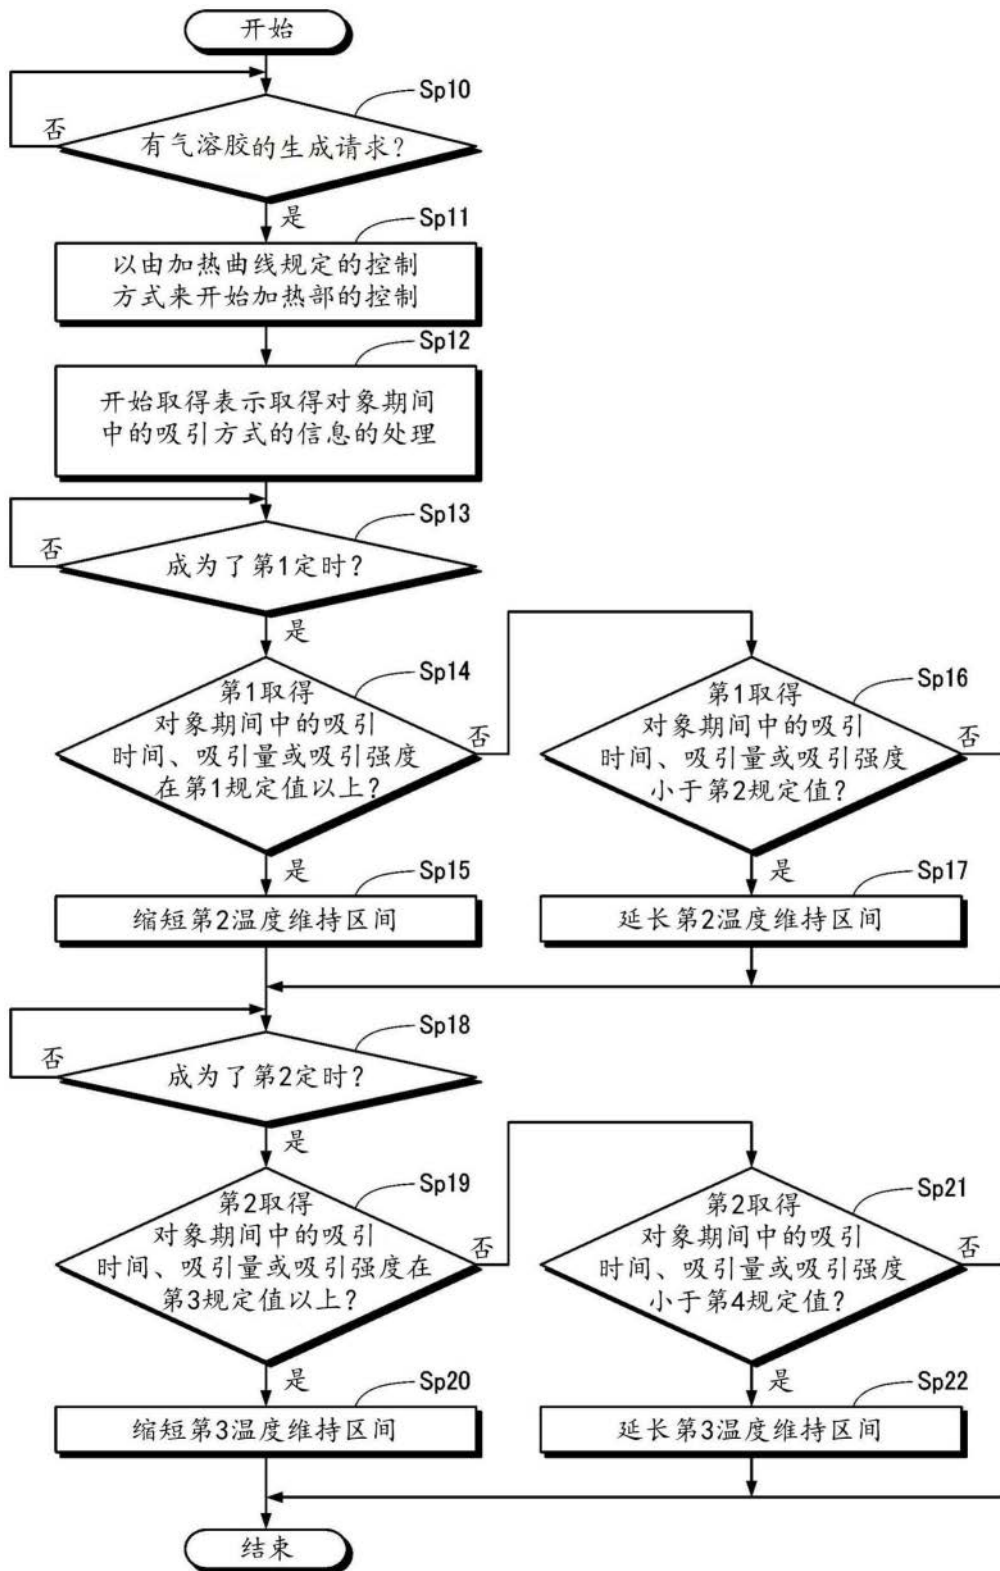 开始
Sp10
否
有气溶胶的生成请求?
是
Sp11
以由加热曲线规定的控制
方式来开始加热部的控制
Sp12
开始取得表示取得对象期间
中的吸引方式的信息的处理
Sp13
否
成为了第1定时?
是
Sp14
第1取得
对象期间中的吸引
时间、吸引量或吸引强度
在第1规定值以上?
否
Sp16
第1取得
对象期间中的吸引
时间、吸引量或吸引强度
小于第2规定值?
否
是
Sp15
缩短第2温度维持区间
是
Sp17
延长第2温度维持区间
Sp18
否
成为了第2定时?
是
Sp19
第2取得
对象期间中的吸引
时间、吸引量或吸引强度在
第3规定值以上?
否
Sp21
第2取得
对象期间中的吸引
时间、吸引量或吸引强度
小于第4规定值?
否
是
Sp20
缩短第3温度维持区间
是
Sp22
延长第3温度维持区间
结束